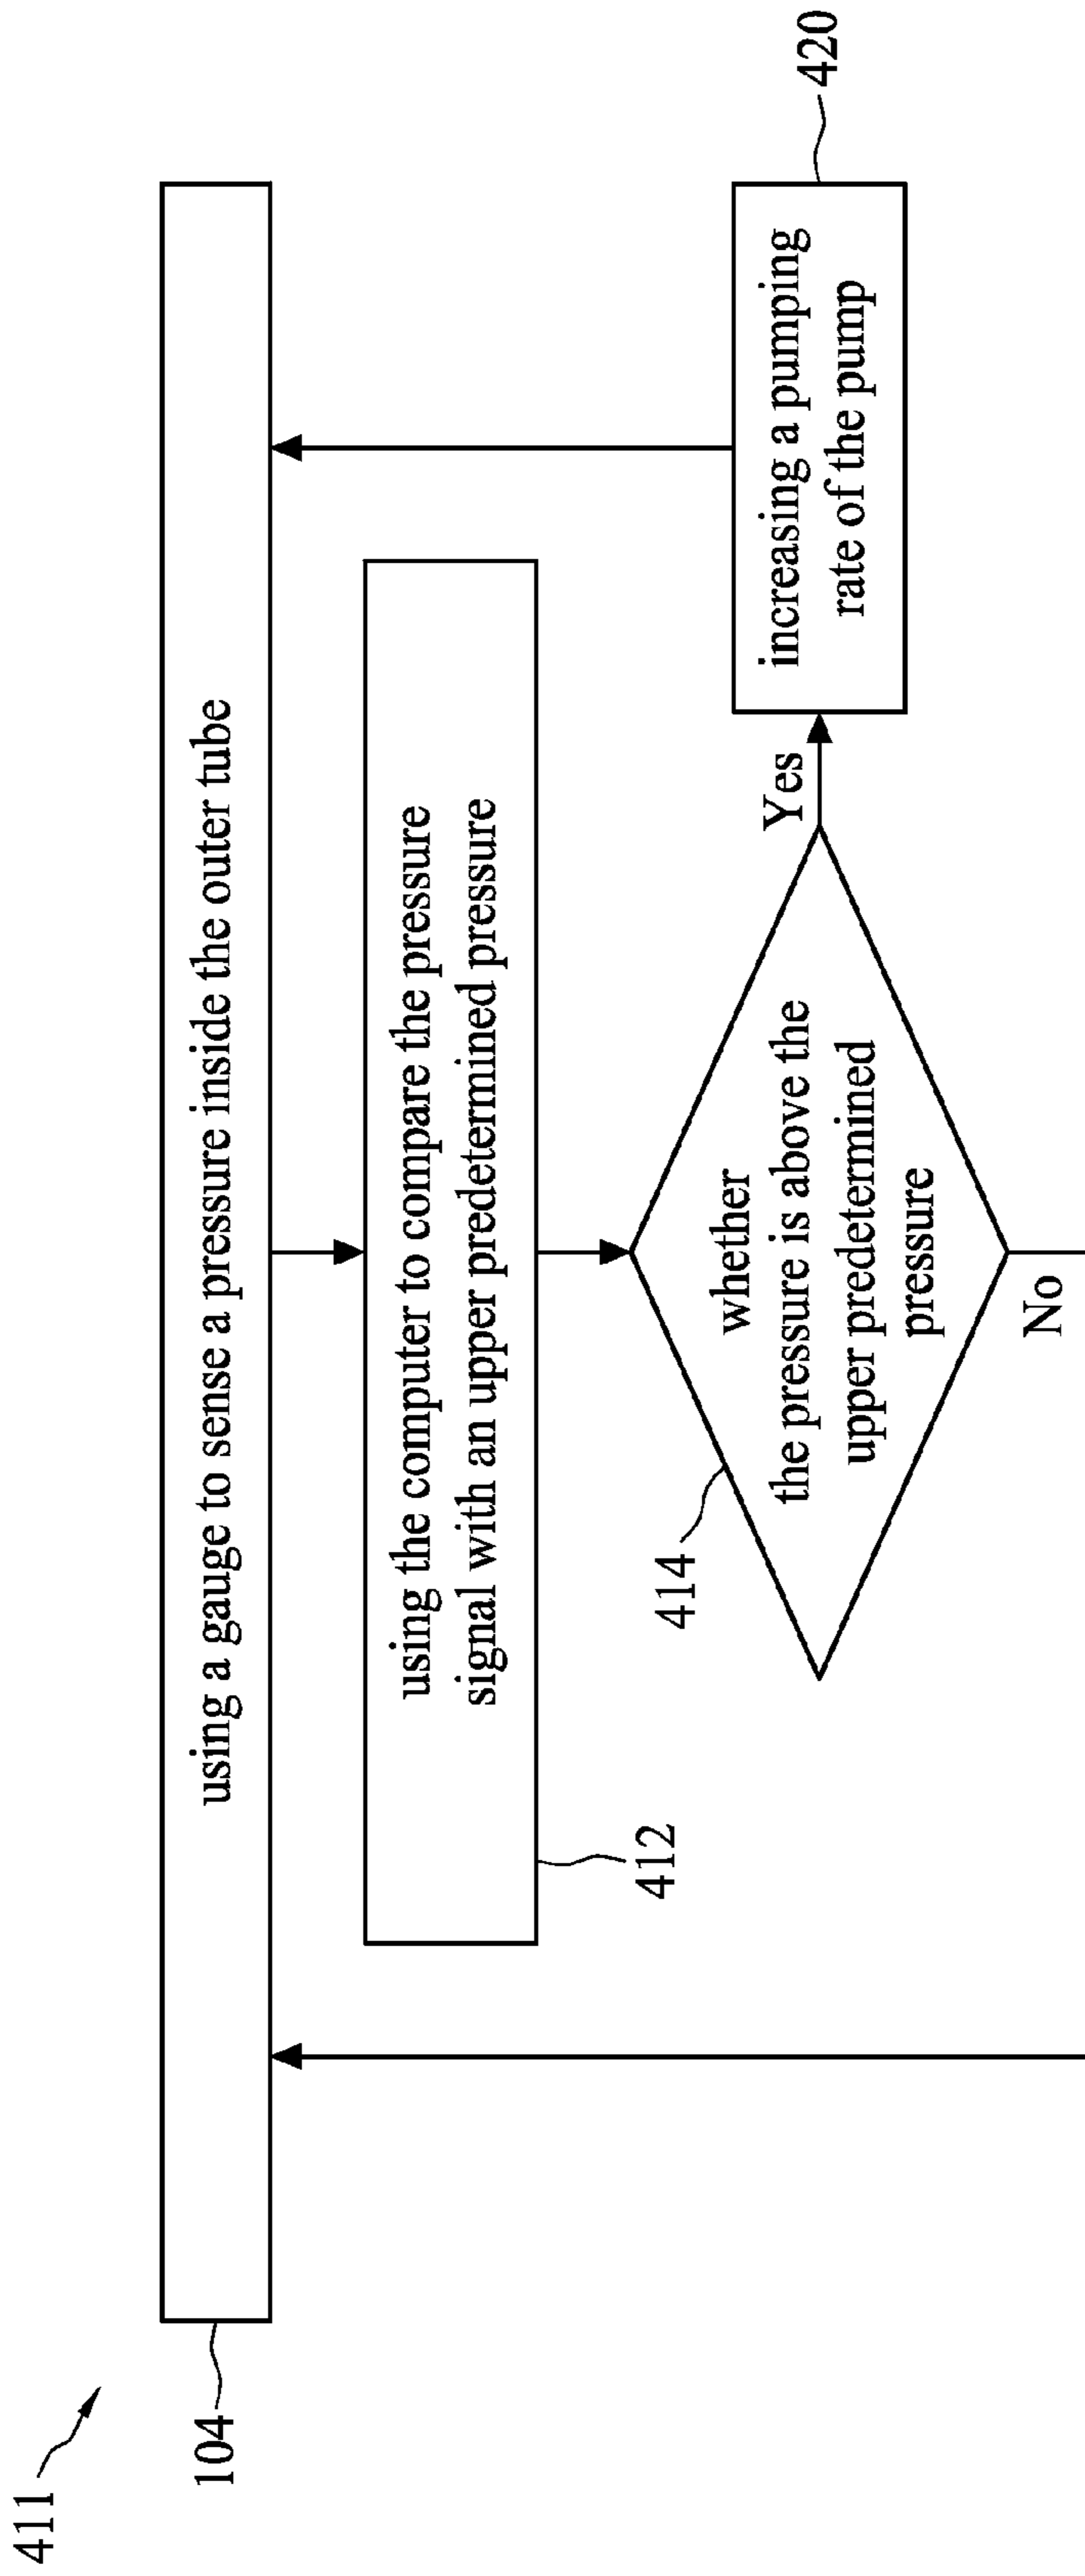 411
104
using a gauge to sense a pressure inside the outer tube
using the computer to compare the pressure
signal with an upper predetermined pressure
412
414
whether
the pressure is above the
upper predetermined
pressure
Yes
increasing a pumping
rate of the pump
420
No